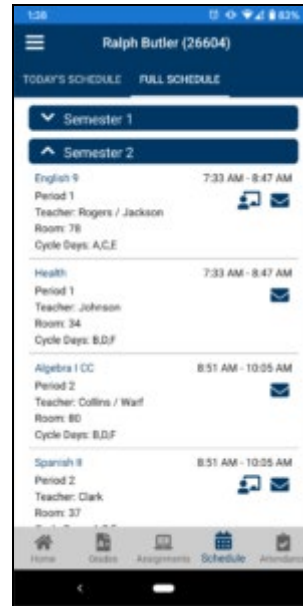 1:38
83%
Ralph Butler (26604)
TODAY'S SCHEDULE FULL SCHEDULE
Semester 1
Semester 2
English 9 7:33 AM - 8:47 AM
Period 1
Teacher: Rogers / Jackson
Room: 78
Cycle Days: A,C,E
Health 7:33 AM - 8:47 AM
Period 1
Teacher: Johnson
Room: 34
Cycle Days: B,D,F
Algebra I CC 8:51 AM - 10:05 AM
Period 2
Teacher: Collins / Warf
Room: 80
Cycle Days: B,D,F
Spanish II 8:51 AM - 10:05 AM
Period 2
Teacher: Clark
Room: 37
Home Grades Assignments Schedule Attendance